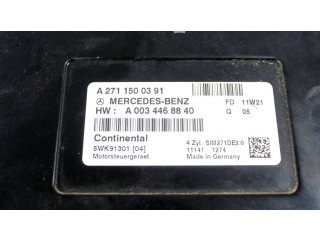 A 271 150 03 91
MERCEDES-BENZ FD 11W21
HW: A 003 446 88 40 Q 05
Continental
5WK91301 [04] 4 Zyl. SIM271DE2.0
Motorsteuergeraet 11141 1274
Made in Germany